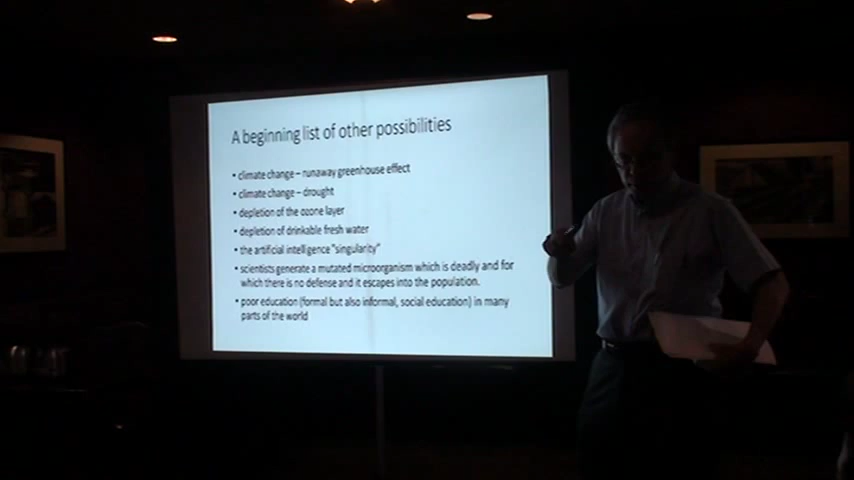 A beginning list of other possibilities
• climate change – runaway greenhouse effect
• climate change – drought
• depletion of the ozone layer
• depletion of drinkable fresh water
• the artificial intelligence "singularity"
• scientists generate a mutated microorganism which is deadly and for
which there is no defense and it escapes into the population.
• poor education (formal but also informal, social education) in many
parts of the world